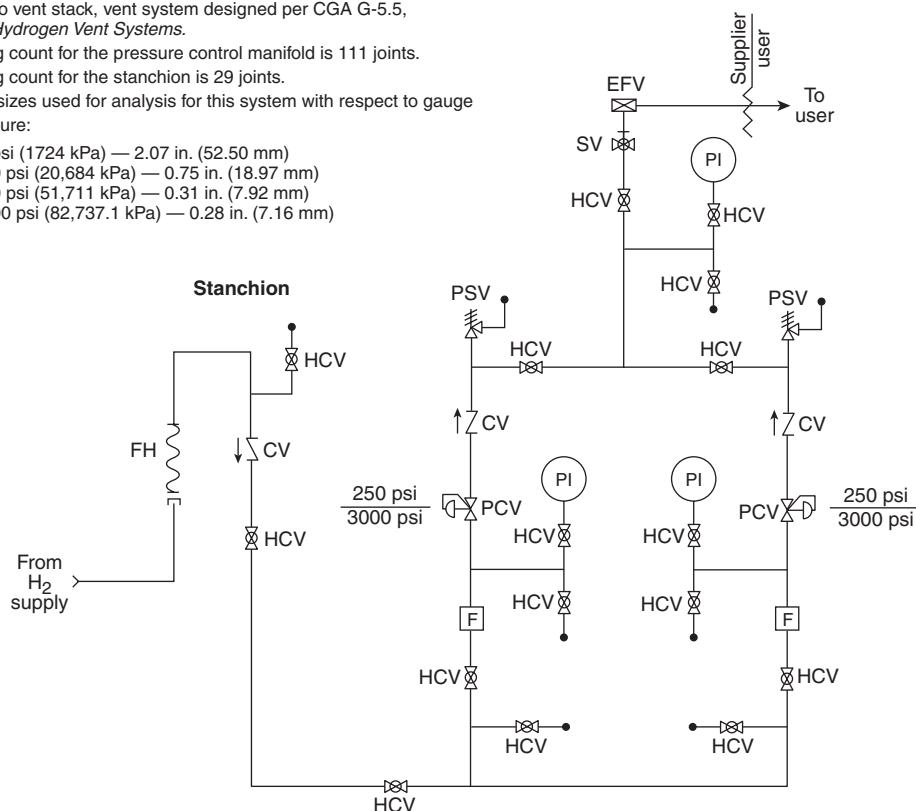 o vent stack, vent system designed per CGA G-5.5,
Hydrogen Vent Systems.
g count for the pressure control manifold is 111 joints.
g count for the stanchion is 29 joints.
sizes used for analysis for this system with respect to gauge
ure:
psi (1724 kPa) — 2.07 in. (52.50 mm)
0 psi (20,684 kPa) — 0.75 in. (18.97 mm)
0 psi (51,711 kPa) — 0.31 in. (7.92 mm)
00 psi (82,737.1 kPa) — 0.28 in. (7.16 mm)
Supplier
user
EFV
To
user
SV
PI
HCV
HCV
HCV
Stanchion
PSV
PSV
HCV
HCV
HCV
FH
CV
CV
CV
PI
PI
250 psi
3000 psi
PCV
PCV
250 psi
3000 psi
HCV
HCV
HCV
From
H2
supply
HCV
HCV
F
F
HCV
HCV
HCV
HCV
HCV